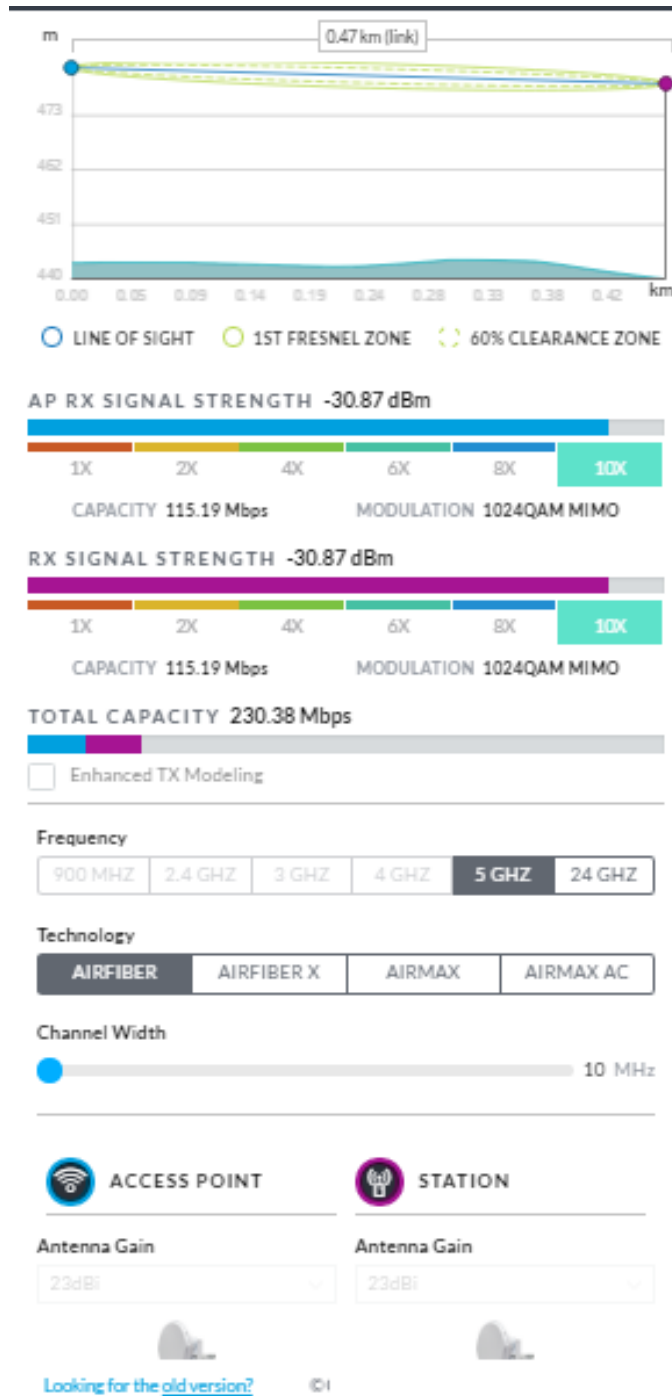 m
0.47 km (link)
473
462
451
440
0.00 0.05 0.09 0.14 0.19 0.24 0.28 0.33 0.38 0.42 km
LINE OF SIGHT 1ST FRESNEL ZONE 60% CLEARANCE ZONE
AP RX SIGNAL STRENGTH -30.87 dBm
1X 2X 4X 6X 8X 10X
CAPACITY 115.19 Mbps MODULATION 1024QAM MIMO
RX SIGNAL STRENGTH -30.87 dBm
1X 2X 4X 6X 8X 10X
CAPACITY 115.19 Mbps MODULATION 1024QAM MIMO
TOTAL CAPACITY 230.38 Mbps
Enhanced TX Modeling
Frequency
900 MHZ 2.4 GHZ 3 GHZ 4 GHZ 5 GHZ 24 GHZ
Technology
AIRFIBER AIRFIBER X AIRMAX AIRMAX AC
Channel Width
10 MHz
ACCESS POINT STATION
Antenna Gain Antenna Gain
23dBi 23dBi
Looking for the old version? ©